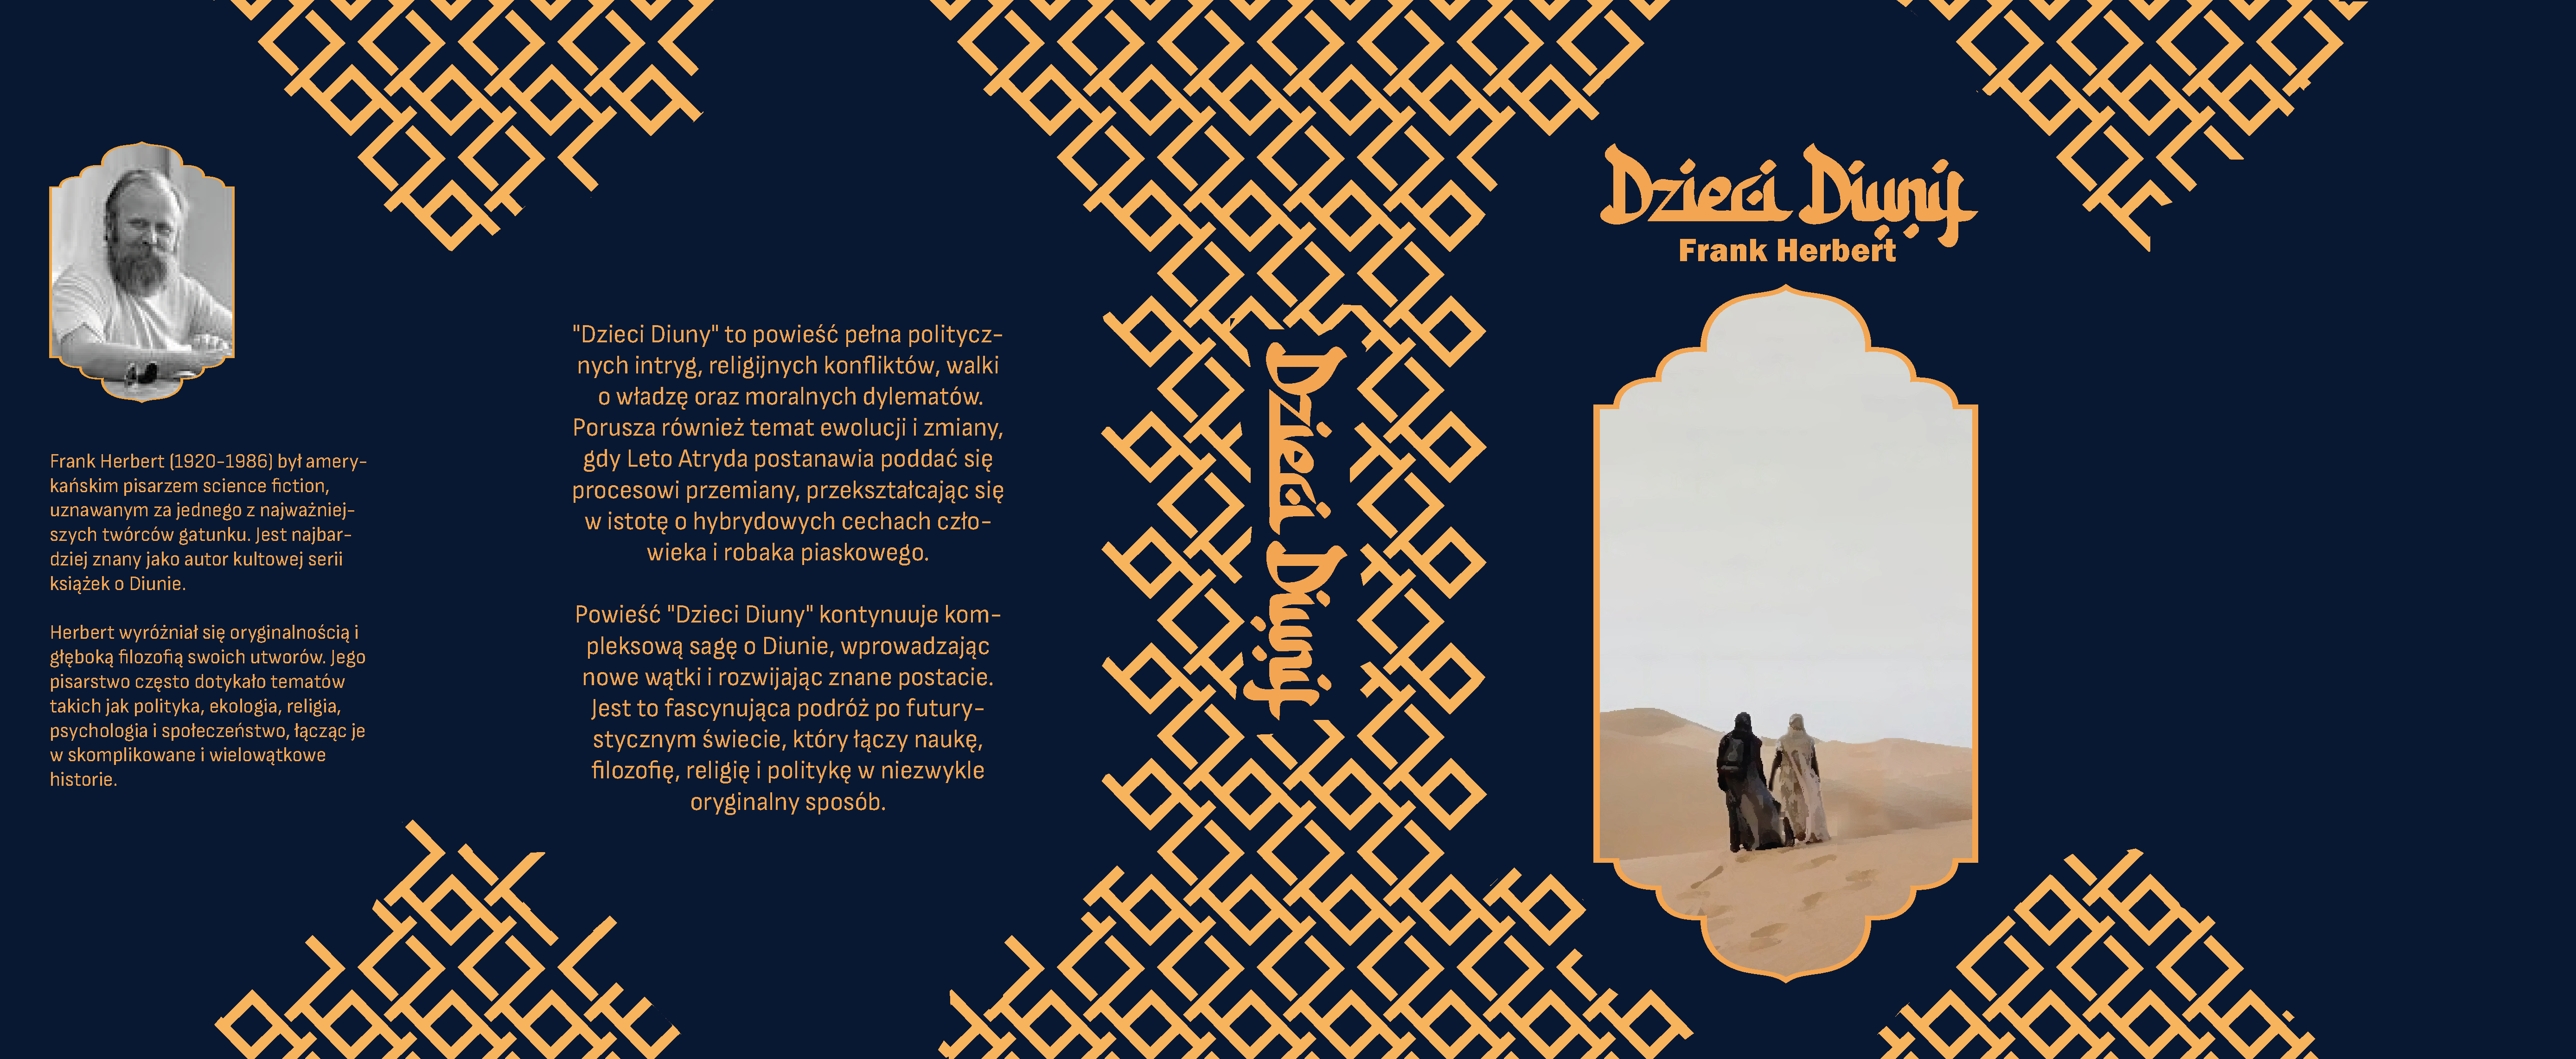 Frank Herbert (1920-1986) był amery-
kańskim pisarzem science fiction,
uznawanym za jednego z najważniej-
szych twórców gatunku. Jest najbar-
dziej znany jako autor kultowej serii
książek o Diunie.
Herbert wyróżniał się oryginalnością i
głęboką filozofią swoich utworów. Jego
pisarstwo często dotykało tematów
takich jak polityka, ekologia, religia,
psychologia i społeczeństwo, łącząc je
w skomplikowane i wielowątkowe
historie.
"Dzieci Diuny" to powieść pełna politycz-
nych intryg, religijnych konfliktów, walki
o władzę oraz moralnych dylematów.
Porusza również temat ewolucji i zmiany,
gdy Leto Atryda postanawia poddać się
procesowi przemiany, przekształcając się
w istotę o hybrydowych cechach czło-
wieka i robaka piaskowego.
Powieść "Dzieci Diuny" kontynuuje kom-
pleksową sagę o Diunie, wprowadzając
nowe wątki i rozwijając znane postacie.
Jest to fascynująca podróż po futury-
stycznym świecie, który łączy naukę,
filozofię, religię i politykę w niezwykle
oryginalny sposób.
Dzieci Diuny
Dzieci Diuny
Frank Herbert